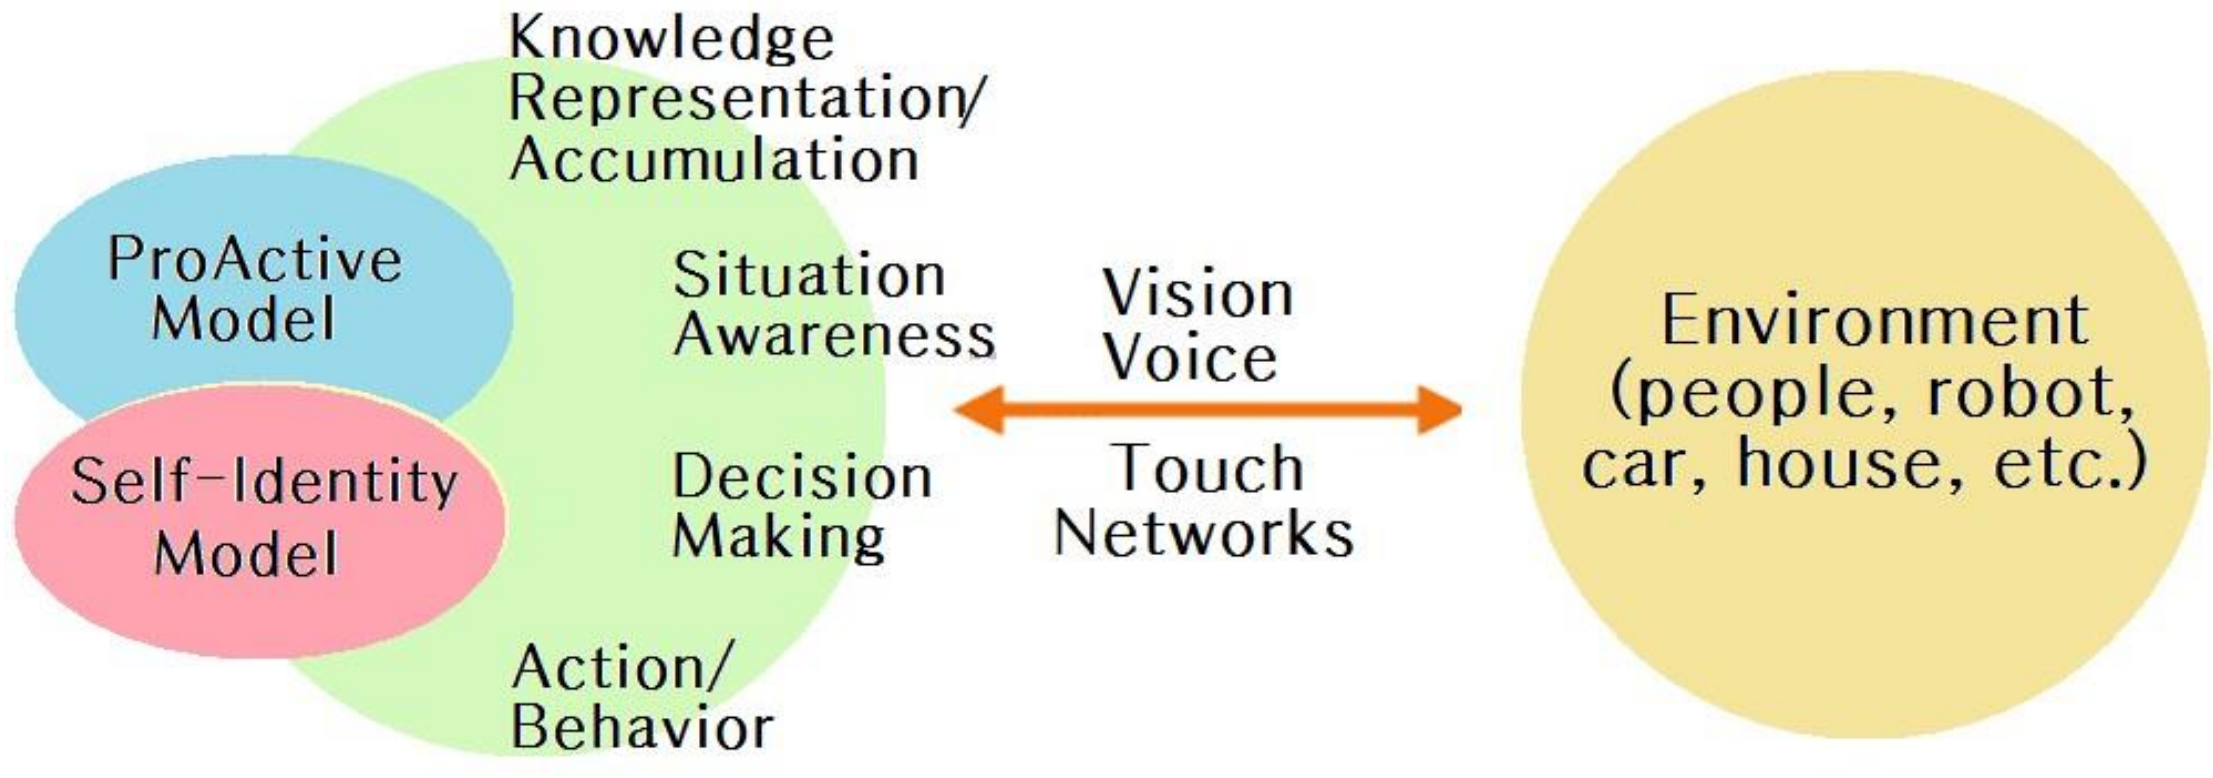 Knowledge
Representation/
Accumulation
ProActive
Model
Self-Identity
Model
Situation
Awareness
Decision
Making
Action/
Behavior
Vision
Voice
Touch
Networks
Environment
(people, robot,
car, house, etc.)